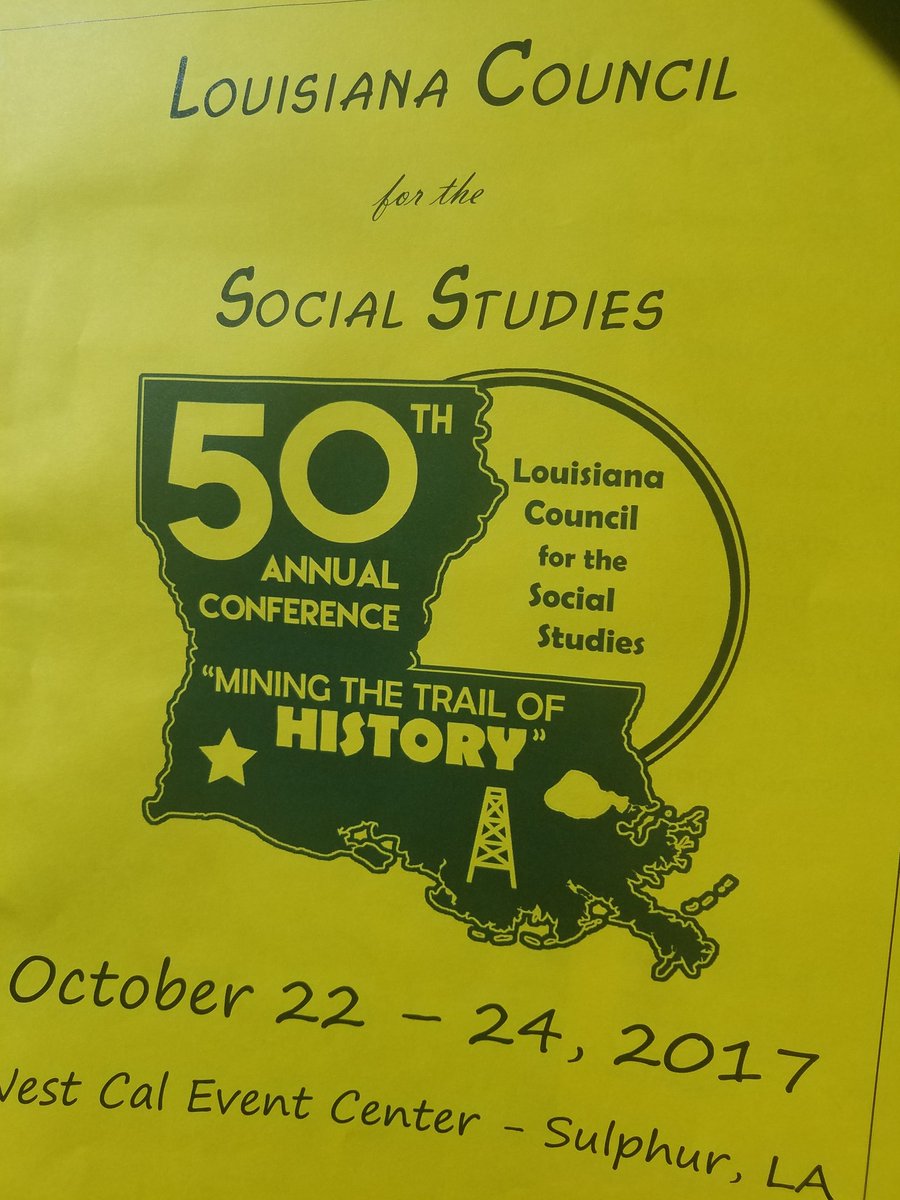 LOUISIANA COUNCIL
for the
SOCIAL STUDIES
50TH
ANNUAL
CONFERENCE
"MINING THE TRAIL OF
HISTORY"
Louisiana
Council
for the
Social
Studies
October 22 – 24, 2017
West Cal Event Center - Sulphur, LA